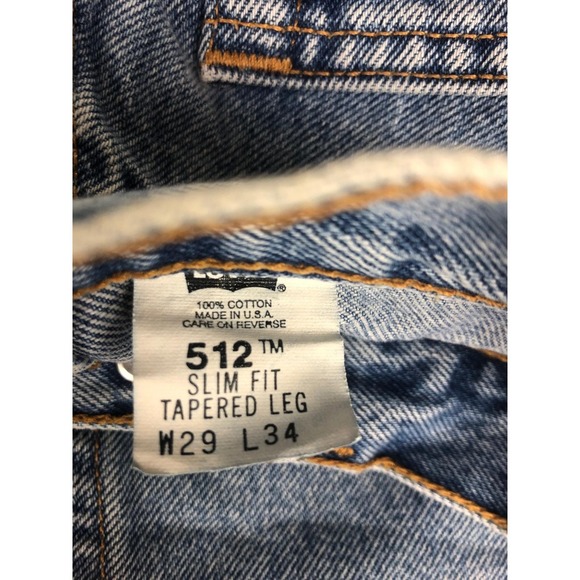 ®
100% COTTON
MADE IN U.S.A.
CARE ON REVERSE
512™
SLIM FIT
TAPERED LEG
W29 L34